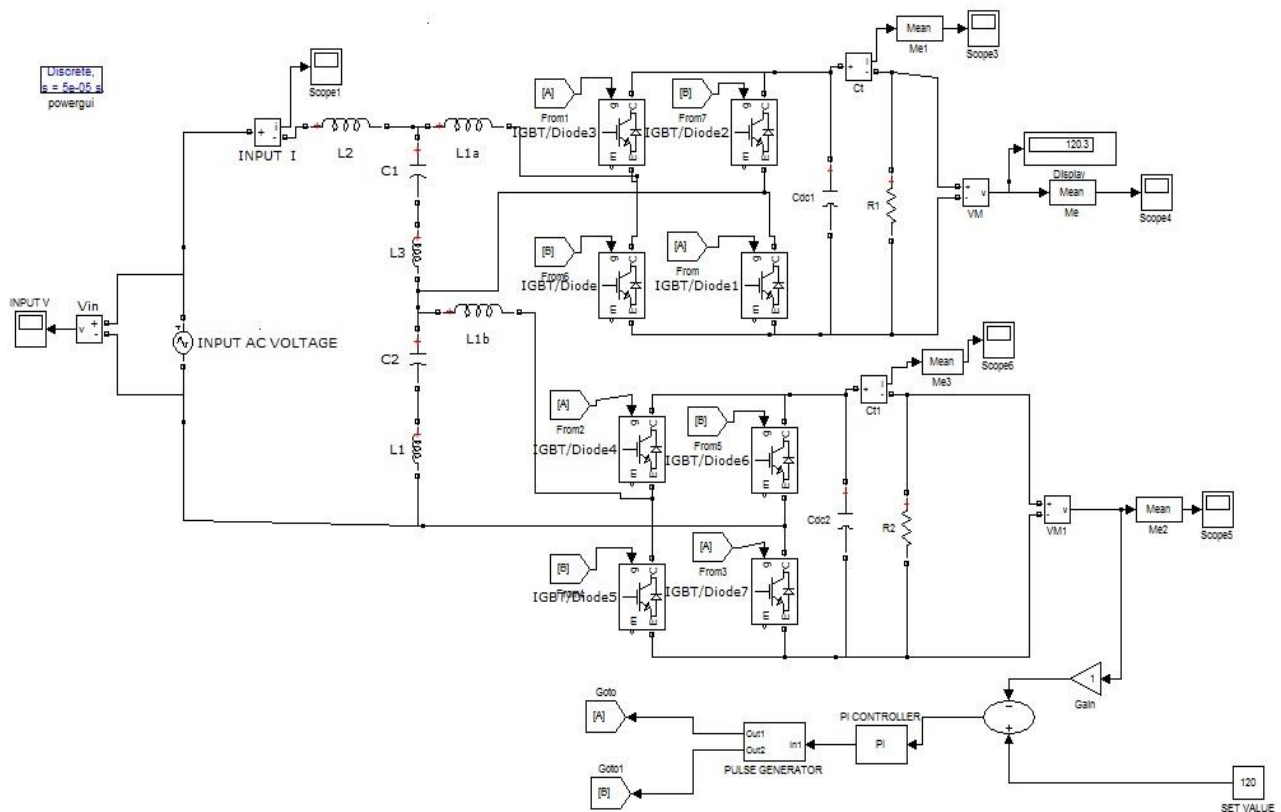 Discrete,
s = 5e-05 s
powergui
Scope1
i
+
-
INPUT I
L2
L1a
C1
L3
L1b
C2
L1
INPUT V
Vin
v
+
-
INPUT AC VOLTAGE
[A]
From1
IGBT/Diode3
g
C
m
E
[B]
From7
IGBT/Diode2
g
C
m
E
[B]
From6
IGBT/Diode
g
C
m
E
[A]
From
IGBT/Diode1
g
C
m
E
Mean
Me1
Scope3
+
i
-
Ct
Cdc1
R1
120.3
Display
+
-
v
VM
Mean
Me
Scope4
[A]
From2
IGBT/Diode4
g
C
m
E
[B]
From5
IGBT/Diode6
g
C
m
E
[B]
From4
IGBT/Diode5
g
C
m
E
[A]
From3
IGBT/Diode7
g
C
m
E
Mean
Me3
Scope6
+
i
-
Ct1
Cdc2
R2
+
-
v
VM1
Mean
Me2
Scope5
1
Gain
-
+
120
SET VALUE
PI CONTROLLER
PI
Out1
Out2
In1
PULSE GENERATOR
Goto
[A]
Goto1
[B]